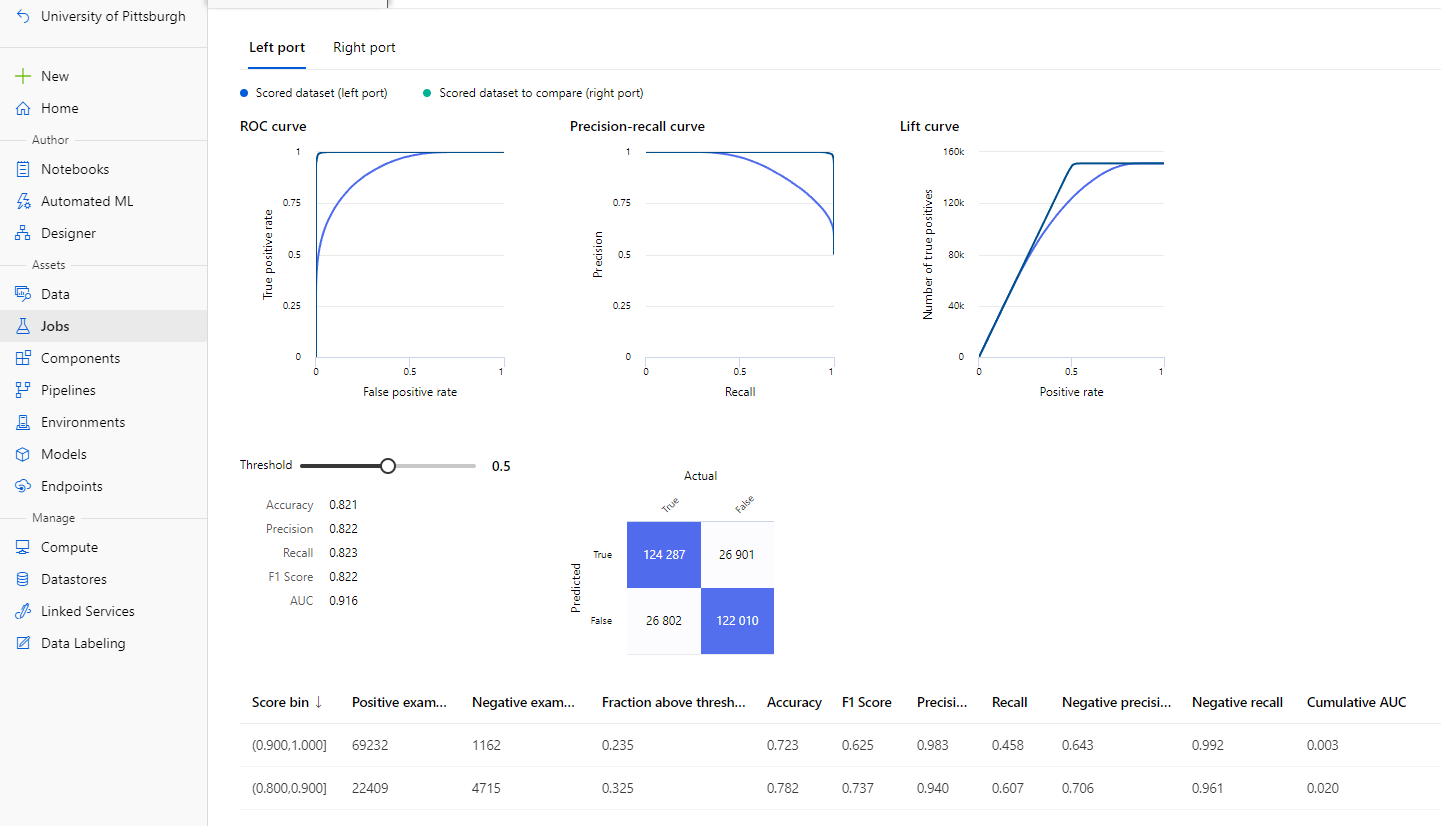 University of Pittsburgh
New
Home
Author
Notebooks
Automated ML
Designer
Assets
Data
Jobs
Components
Pipelines
Environments
Models
Endpoints
Manage
Compute
Datastores
Linked Services
Data Labeling
Left port Right port
Scored dataset (left port) Scored dataset to compare (right port)
ROC curve
1
0.75
0.5
0.25
0
True positive rate
0 0.5 1
False positive rate
Precision-recall curve
1
0.75
0.5
0.25
0
Precision
0 0.5 1
Recall
Lift curve
160k
120k
80k
40k
0
Number of true positives
0 0.5 1
Positive rate
Threshold 0.5
Accuracy 0.821
Precision 0.822
Recall 0.823
F1 Score 0.822
AUC 0.916
Actual
True False
Predicted
True 124 287 26 901
False 26 802 122 010
Score bin ↓ Positive exam... Negative exam... Fraction above thresh... Accuracy F1 Score Precisi... Recall Negative precisi... Negative recall Cumulative AUC
(0.900,1.000] 69232 1162 0.235 0.723 0.625 0.983 0.458 0.643 0.992 0.003
(0.800,0.900] 22409 4715 0.325 0.782 0.737 0.940 0.607 0.706 0.961 0.020